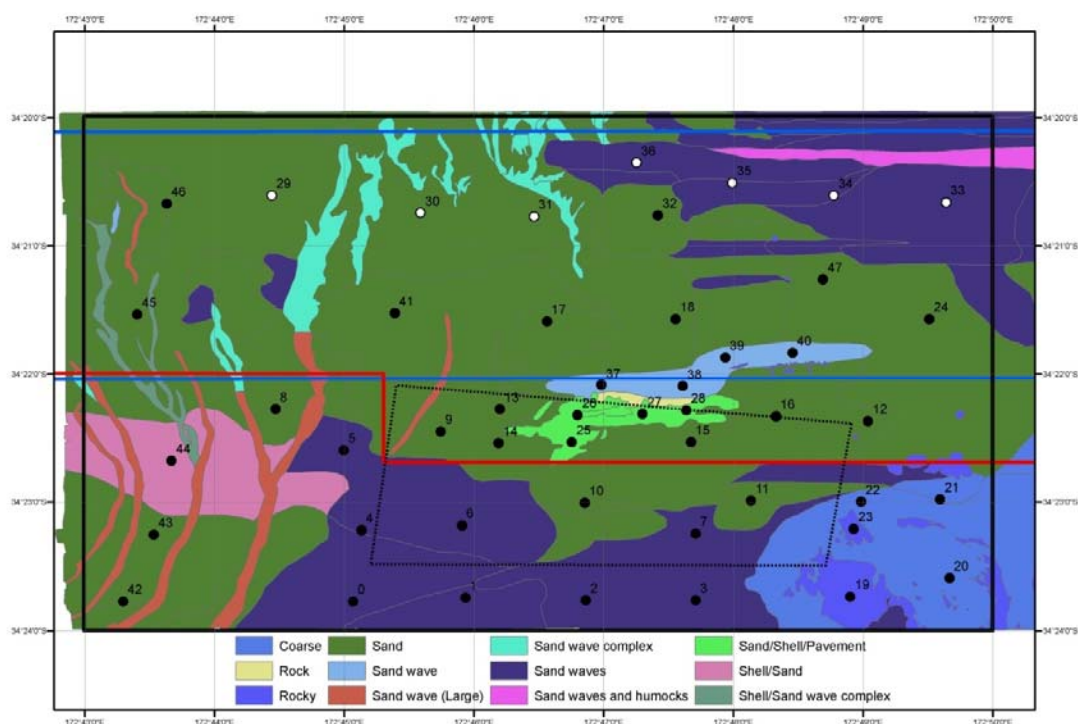 172°43'0"E 172°44'0"E 172°45'0"E 172°46'0"E 172°47'0"E 172°48'0"E 172°49'0"E 172°50'0"E
34°20'0"S 34°20'0"S
36
35
46 29 34 33
30 31 32
34°21'0"S 34°21'0"S
47
45 41 17 18 24
39 40
34°22'0"S 34°22'0"S
37 38
8 13 26 27 28 16 12
9 14 25 15
5
44
10 11 22 21
34°23'0"S 34°23'0"S
43 4 6 7 23
20
42 0 1 2 3 19
34°24'0"S 34°24'0"S
Coarse Sand Sand wave complex Sand/Shell/Pavement
Rock Sand wave Sand waves Shell/Sand
Rocky Sand wave (Large) Sand waves and humocks Shell/Sand wave complex
172°43'0"E 172°44'0"E 172°45'0"E 172°46'0"E 172°47'0"E 172°48'0"E 172°49'0"E 172°50'0"E